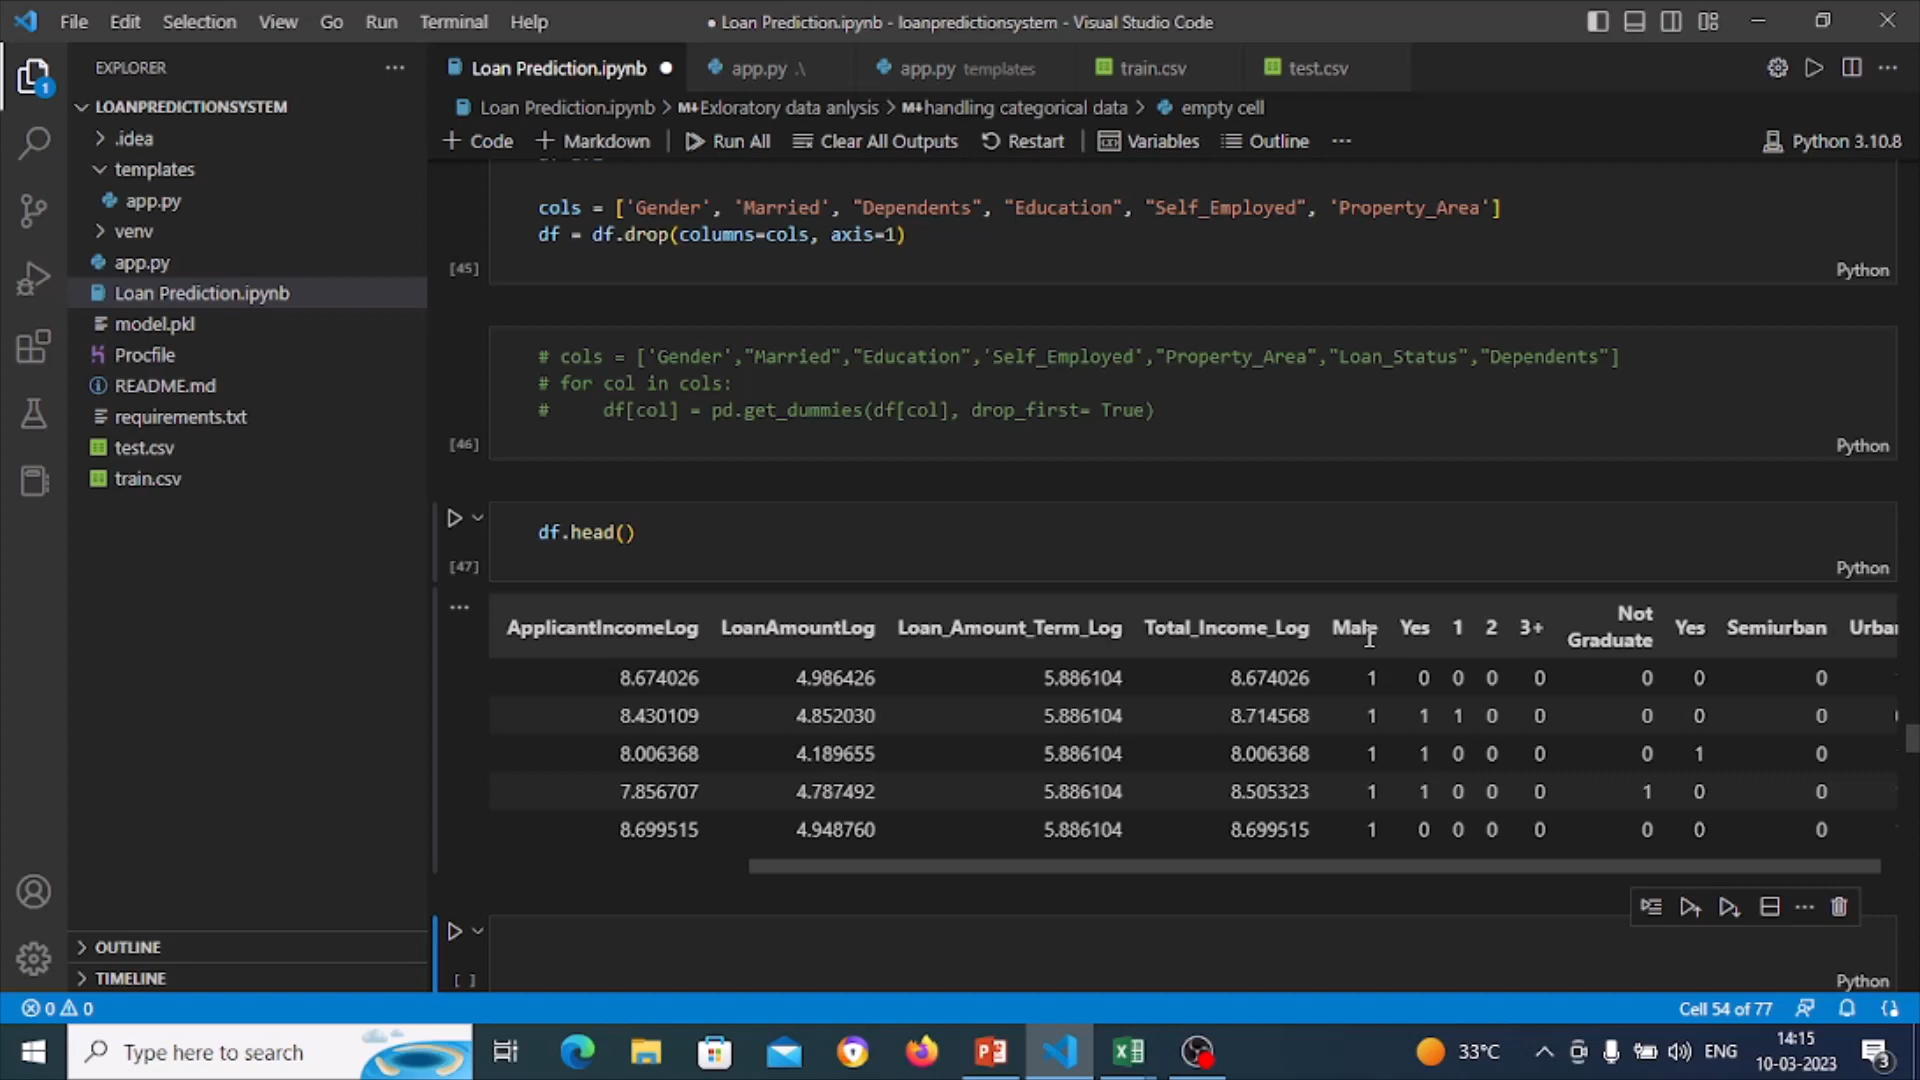 File Edit Selection View Go Run Terminal Help
● Loan Prediction.ipynb - loanpredictionsystem - Visual Studio Code
EXPLORER
LOANPREDICTIONSYSTEM
.idea
templates
app.py
venv
app.py
Loan Prediction.ipynb
model.pkl
Procfile
README.md
requirements.txt
test.csv
train.csv
OUTLINE
TIMELINE
1
Loan Prediction.ipynb
app.py .\
app.py templates
train.csv
test.csv
Loan Prediction.ipynb > M↓Exloratory data anlysis > M↓handling categorical data > empty cell
+ Code + Markdown Run All Clear All Outputs Restart Variables Outline ··· Python 3.10.8
cols = ['Gender', 'Married', "Dependents", "Education", "Self_Employed", 'Property_Area']
df = df.drop(columns=cols, axis=1)
[45] Python
# cols = ['Gender',"Married","Education",'Self_Employed',"Property_Area","Loan_Status","Dependents"]
# for col in cols:
# df[col] = pd.get_dummies(df[col], drop_first= True)
[46] Python
df.head()
[47] Python
ApplicantIncomeLog LoanAmountLog Loan_Amount_Term_Log Total_Income_Log Male Yes 1 2 3+ Not Graduate Yes Semiurban Urba
8.674026 4.986426 5.886104 8.674026 1 0 0 0 0 0 0 0
8.430109 4.852030 5.886104 8.714568 1 1 1 0 0 0 0 0
8.006368 4.189655 5.886104 8.006368 1 1 0 0 0 0 1 0
7.856707 4.787492 5.886104 8.505323 1 1 0 0 0 1 0 0
8.699515 4.948760 5.886104 8.699515 1 0 0 0 0 0 0 0
[ ] Python
0 0
Cell 54 of 77
Type here to search
33°C
ENG
14:15
10-03-2023
3